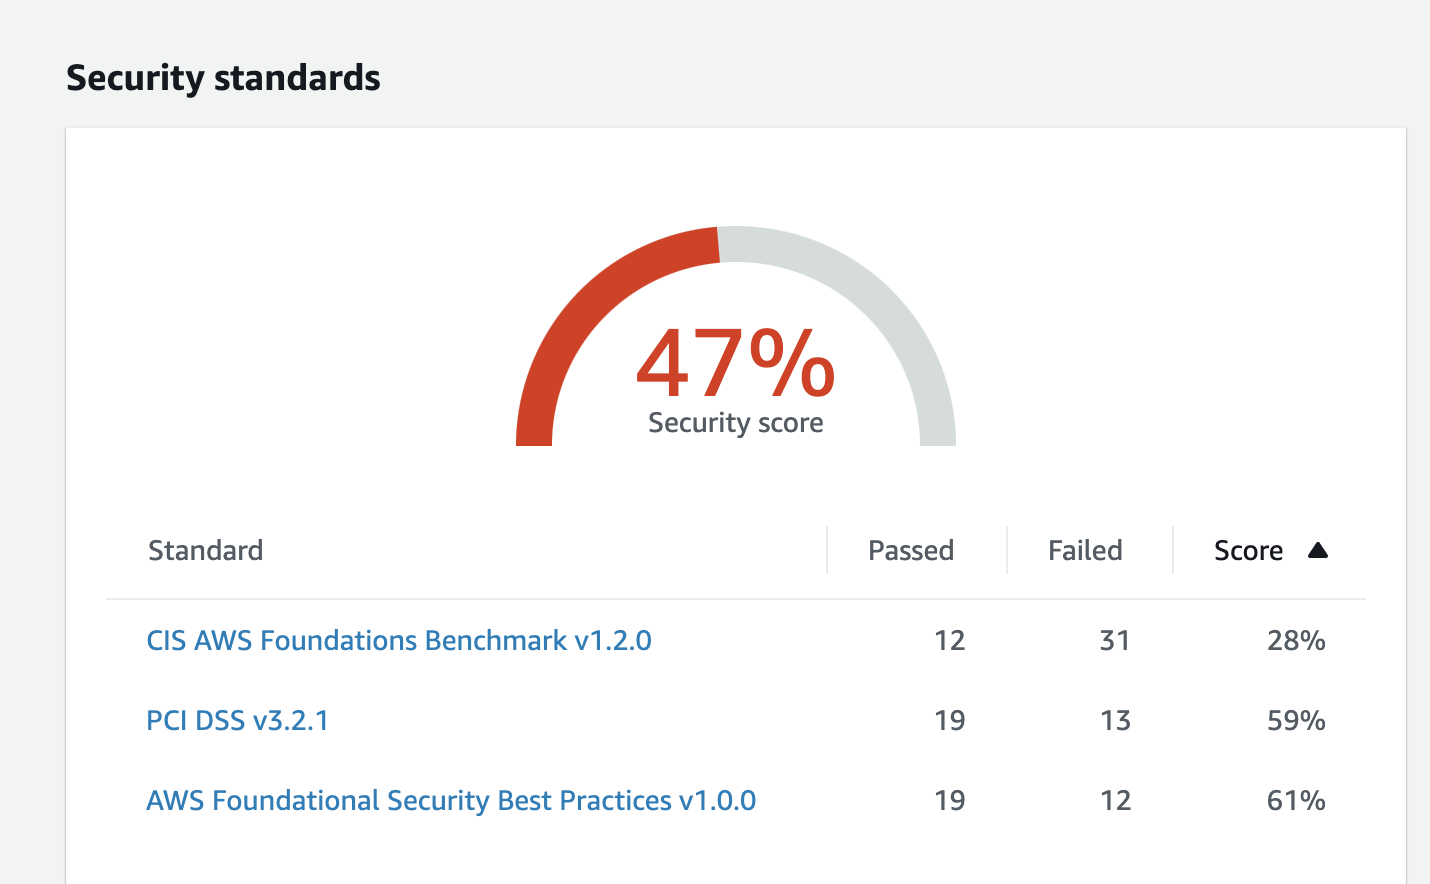 Security standards
47%
Security score
Standard Passed Failed Score
CIS AWS Foundations Benchmark v1.2.0 12 31 28%
PCI DSS v3.2.1 19 13 59%
AWS Foundational Security Best Practices v1.0.0 19 12 61%